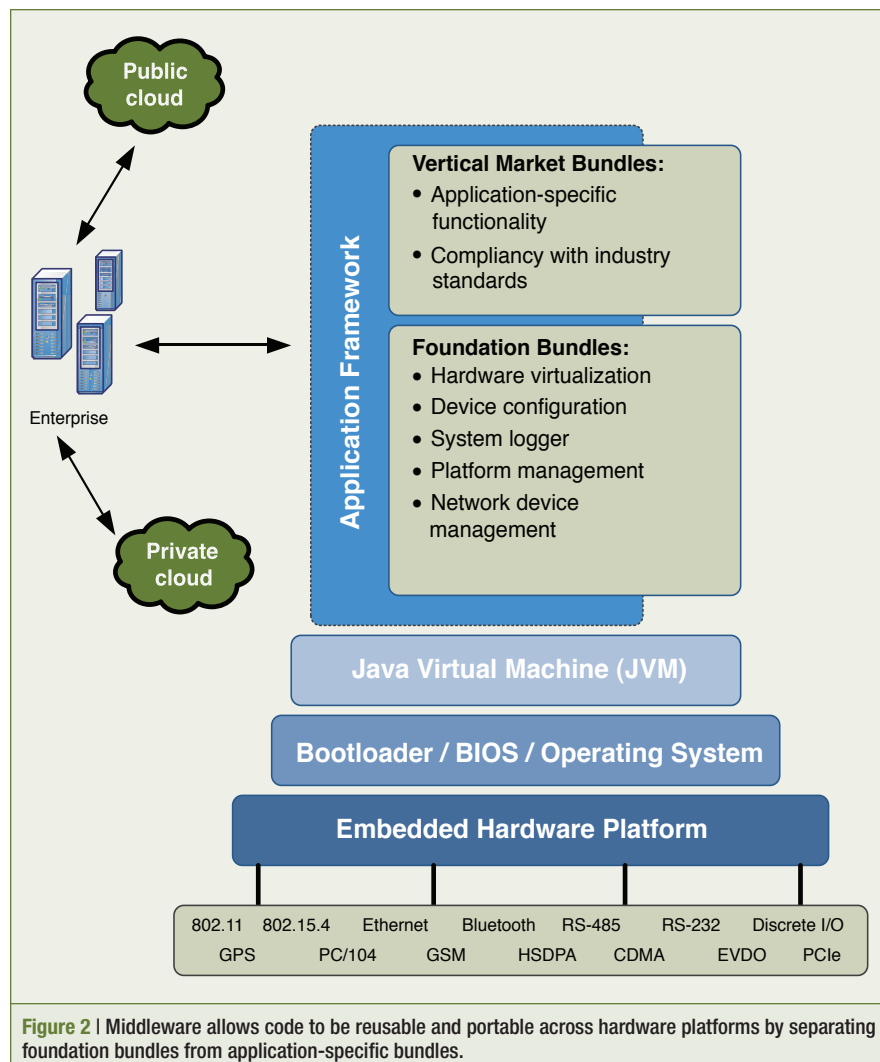 Public
cloud
Enterprise
Private
cloud
Application Framework
Vertical Market Bundles:
• Application-specific
functionality
• Compliancy with industry
standards
Foundation Bundles:
• Hardware virtualization
• Device configuration
• System logger
• Platform management
• Network device
management
Java Virtual Machine (JVM)
Bootloader / BIOS / Operating System
Embedded Hardware Platform
802.11 802.15.4 Ethernet Bluetooth RS-485 RS-232 Discrete I/O
GPS PC/104 GSM HSDPA CDMA EVDO PCIe
Figure 2 | Middleware allows code to be reusable and portable across hardware platforms by separating
foundation bundles from application-specific bundles.